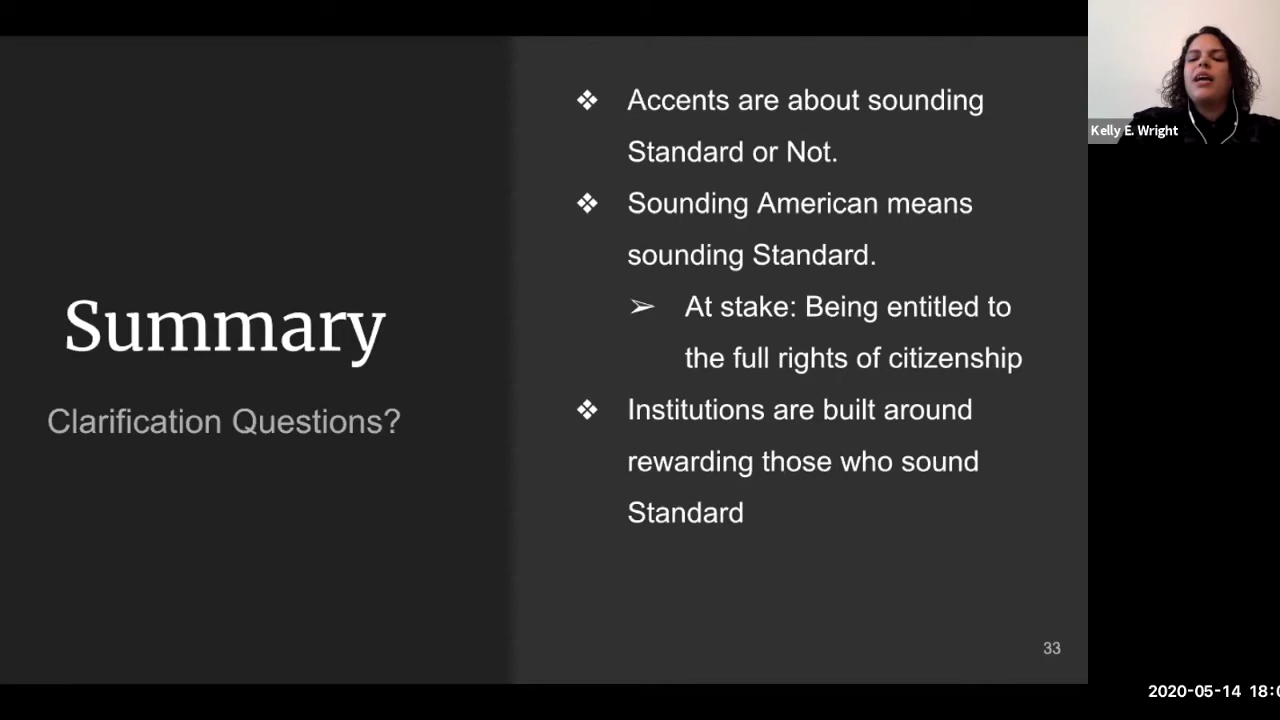 Summary
Clarification Questions?
❖ Accents are about sounding
Standard or Not.
❖ Sounding American means
sounding Standard.
➢ At stake: Being entitled to
the full rights of citizenship
❖ Institutions are built around
rewarding those who sound
Standard
33
Kelly E. Wright
2020-05-14 18:0